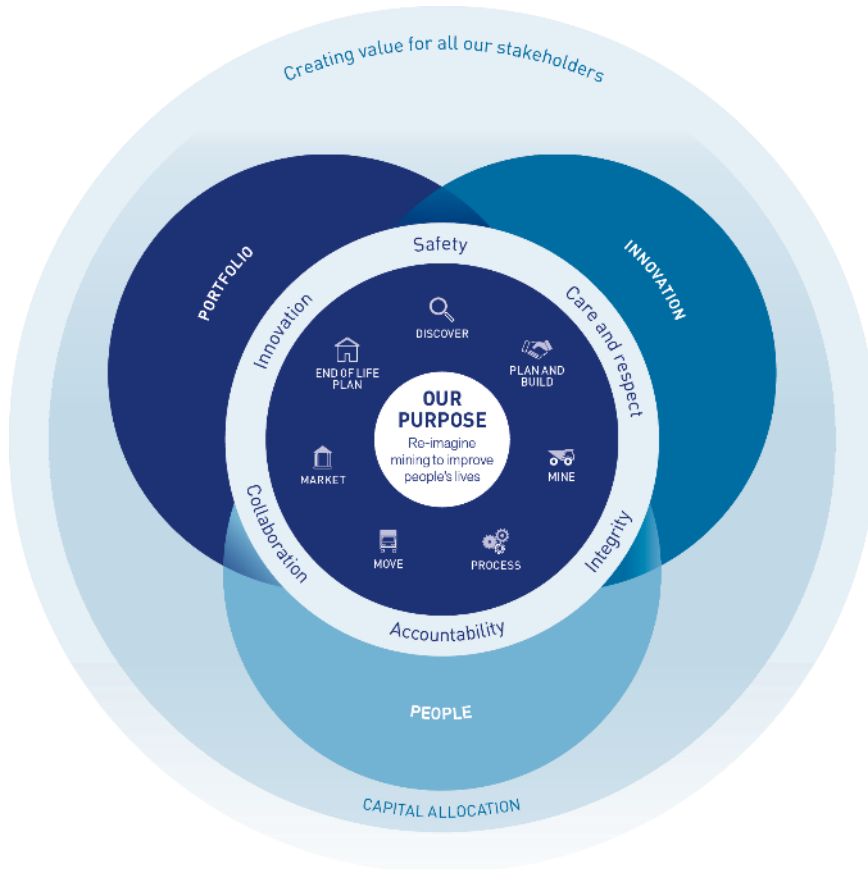 Creating value for all our stakeholders
PORTFOLIO
INNOVATION
Safety
Care and respect
Integrity
Accountability
Collaboration
Innovation
DISCOVER
PLAN AND
BUILD
MINE
PROCESS
MOVE
MARKET
END OF LIFE
PLAN
OUR
PURPOSE
Re-imagine
mining to improve
people's lives
PEOPLE
CAPITAL ALLOCATION